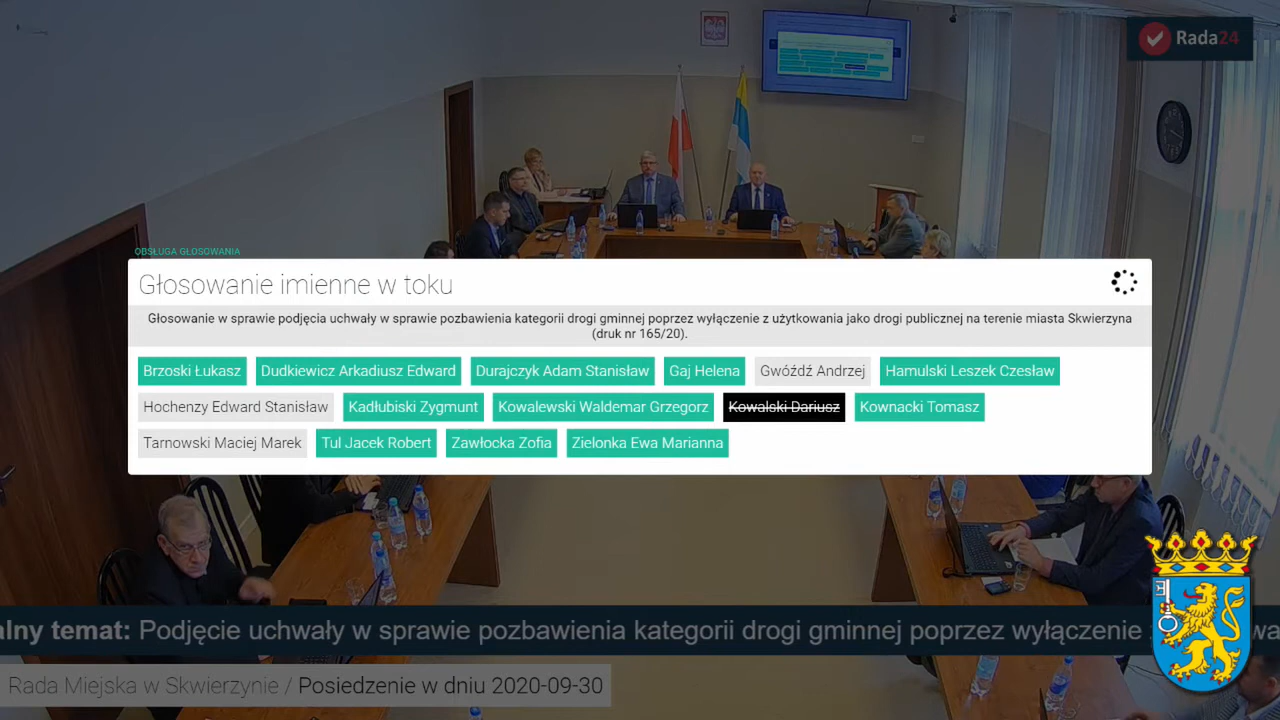 Rada24
OBSŁUGA GŁOSOWANIA
Głosowanie imienne w toku
Głosowanie w sprawie podjęcia uchwały w sprawie pozbawienia kategorii drogi gminnej poprzez wyłączenie z użytkowania jako drogi publicznej na terenie miasta Skwierzyna
(druk nr 165/20).
Brzoski Łukasz Dudkiewicz Arkadiusz Edward Durajczyk Adam Stanisław Gaj Helena Gwóźdź Andrzej Hamulski Leszek Czesław
Hochenzy Edward Stanisław Kadłubiski Zygmunt Kowalewski Waldemar Grzegorz Kowalski Dariusz Kownacki Tomasz
Tarnowski Maciej Marek Tul Jacek Robert Zawłocka Zofia Zielonka Ewa Marianna
alny temat: Podjęcie uchwały w sprawie pozbawienia kategorii drogi gminnej poprzez wyłączenie
Rada Miejska w Skwierzynie / Posiedzenie w dniu 2020-09-30